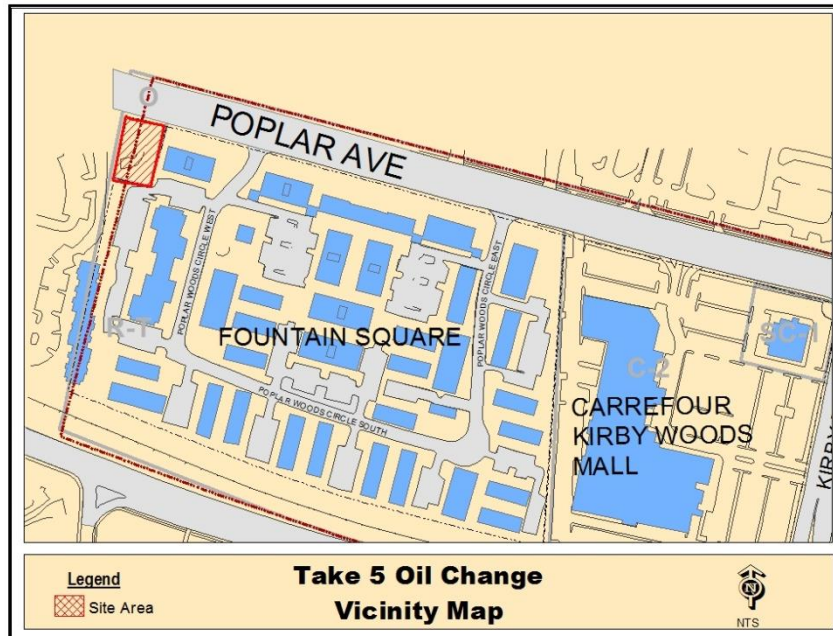 O
POPLAR AVE
POPLAR WOODS CIRCLE WEST
POPLAR WOODS CIRCLE EAST
R-T
FOUNTAIN SQUARE
POPLAR WOODS CIRCLE SOUTH
SC-1
C-2
CARREFOUR
KIRBY WOODS
MALL
KIRBY
Legend
Site Area
Take 5 Oil Change
Vicinity Map
N
NTS